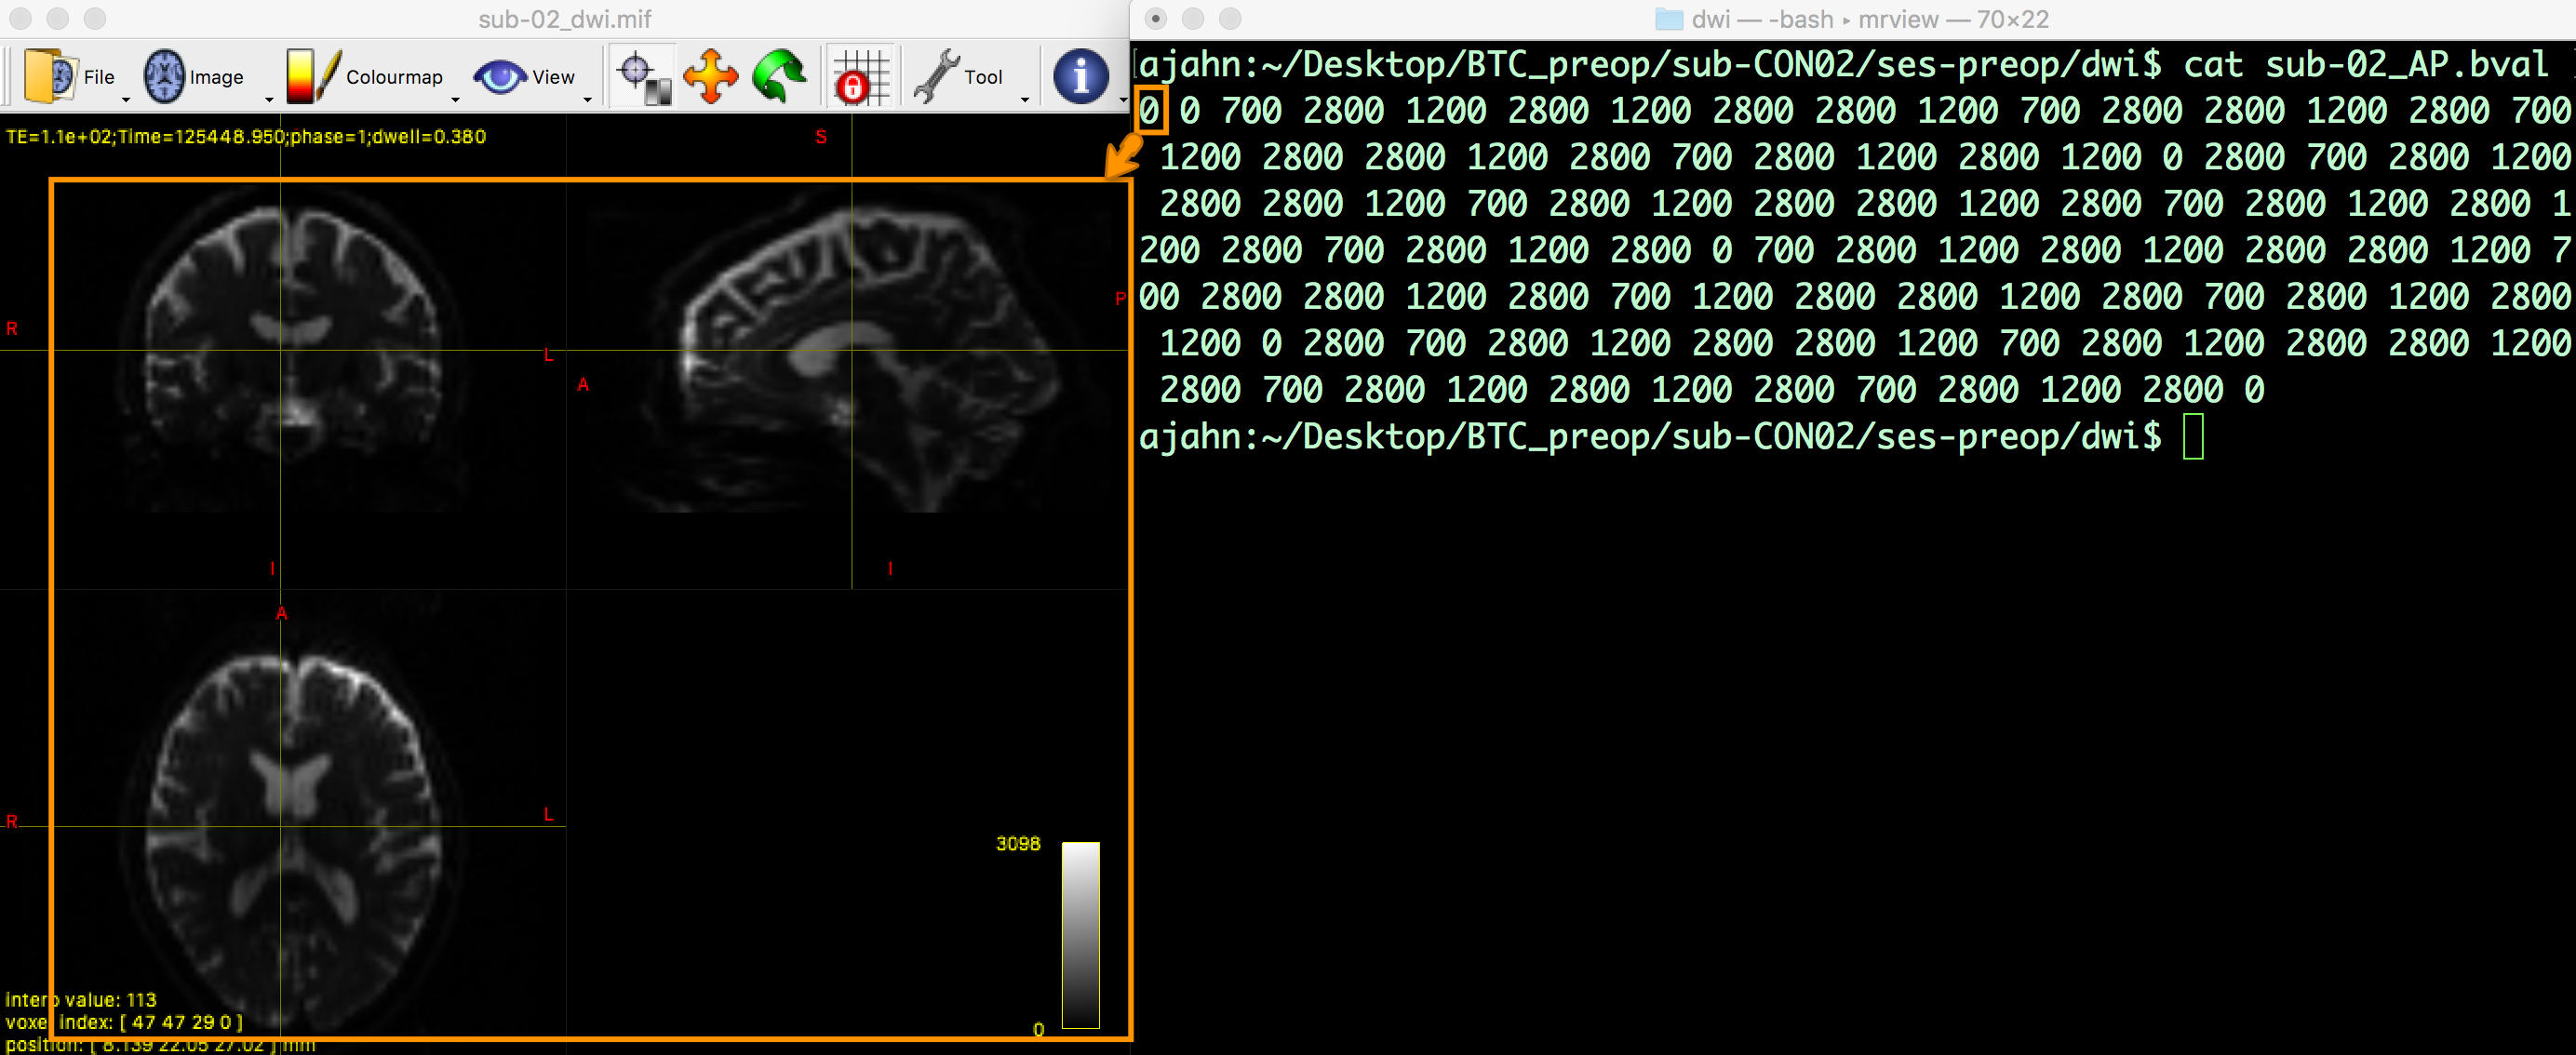 sub-02_dwi.mif
File Image Colourmap View Tool
TE=1.1e+02;Time=125448.950;phase=1;dwell=0.380
S
R
L
A
P
I
I
A
R
L
3098
0
interp value: 113
voxel index: [ 47 47 29 0 ]
position: [ 8.139 22.05 27.02 ] mm
dwi — -bash ▸ mrview — 70×22
ajahn:~/Desktop/BTC_preop/sub-CON02/ses-preop/dwi$ cat sub-02_AP.bval
0 0 700 2800 1200 2800 1200 2800 2800 1200 700 2800 2800 1200 2800 700
1200 2800 2800 1200 2800 700 2800 1200 2800 1200 0 2800 700 2800 1200
2800 2800 1200 700 2800 1200 2800 2800 1200 2800 700 2800 1200 2800 1
200 2800 700 2800 1200 2800 0 700 2800 1200 2800 1200 2800 2800 1200 7
00 2800 2800 1200 2800 700 1200 2800 2800 1200 2800 700 2800 1200 2800
1200 0 2800 700 2800 1200 2800 2800 1200 700 2800 1200 2800 2800 1200
2800 700 2800 1200 2800 1200 2800 700 2800 1200 2800 0
ajahn:~/Desktop/BTC_preop/sub-CON02/ses-preop/dwi$